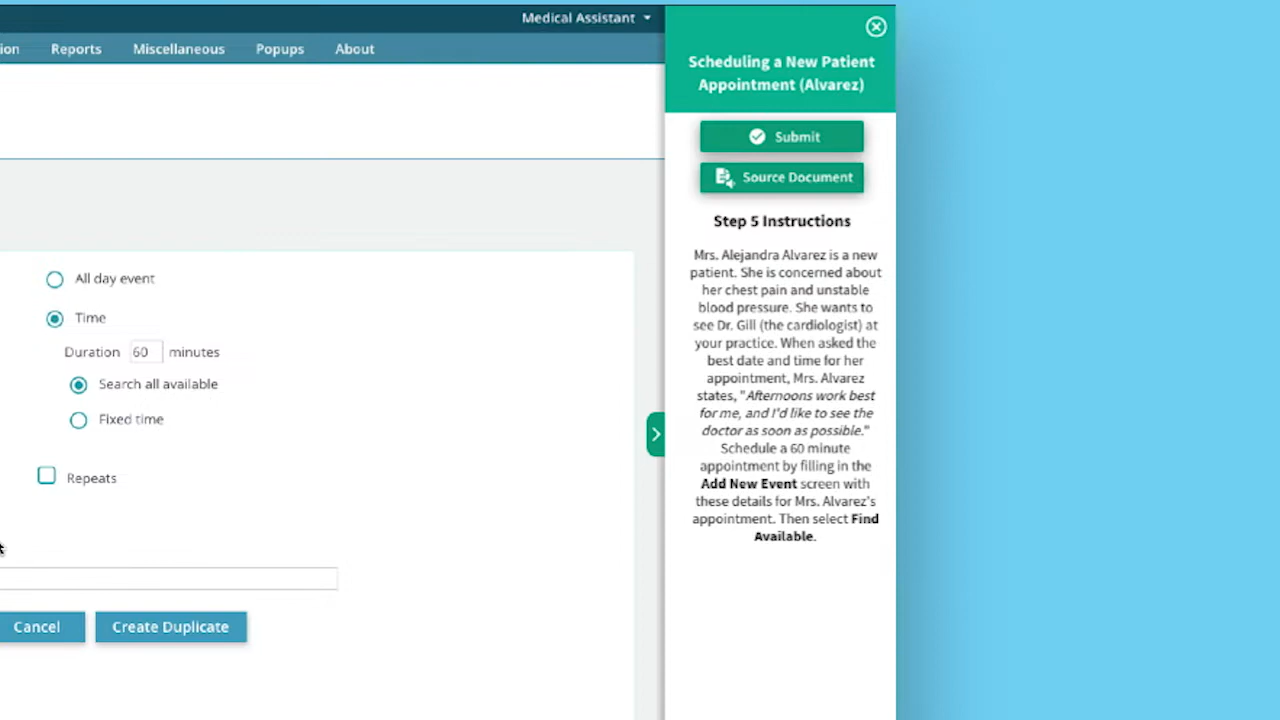 Medical Assistant
ion Reports Miscellaneous Popups About
All day event
Time
Duration 60 minutes
Search all available
Fixed time
Repeats
Cancel Create Duplicate
Scheduling a New Patient
Appointment (Alvarez)
Submit
Source Document
Step 5 Instructions
Mrs. Alejandra Alvarez is a new
patient. She is concerned about
her chest pain and unstable
blood pressure. She wants to
see Dr. Gill (the cardiologist) at
your practice. When asked the
best date and time for her
appointment, Mrs. Alvarez
states, "Afternoons work best
for me, and I'd like to see the
doctor as soon as possible."
Schedule a 60 minute
appointment by filling in the
Add New Event screen with
these details for Mrs. Alvarez's
appointment. Then select Find
Available.